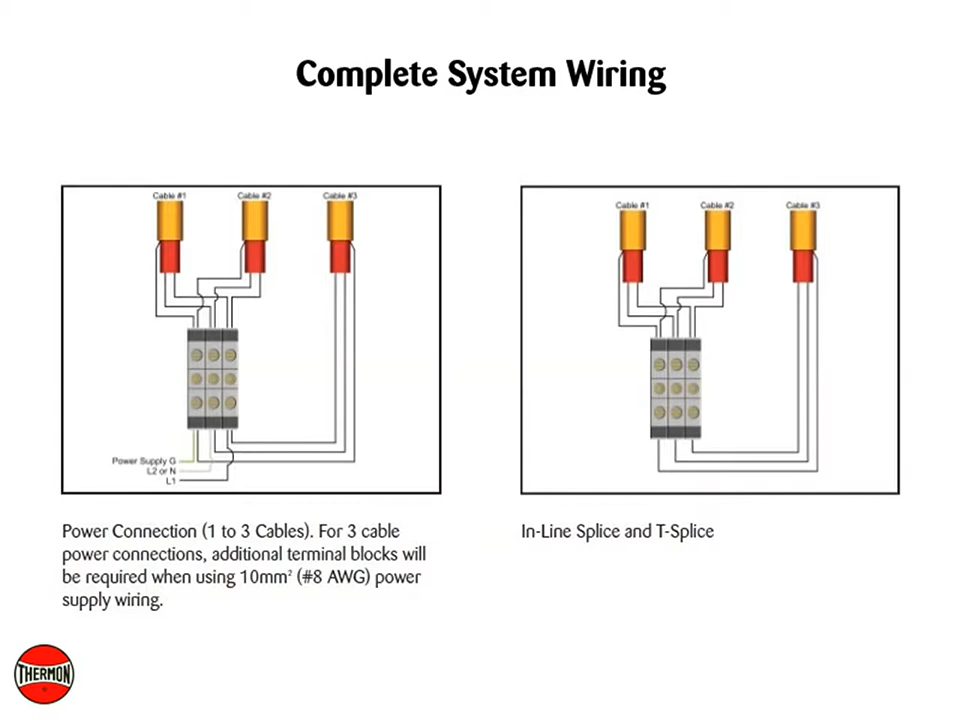 Complete System Wiring
Cable #1
Cable #2
Cable #3
Power Supply G
L2 or N
L1
Power Connection (1 to 3 Cables). For 3 cable
power connections, additional terminal blocks will
be required when using 10mm² (#8 AWG) power
supply wiring.
Cable #1
Cable #2
Cable #3
In-Line Splice and T-Splice
THERMON
®